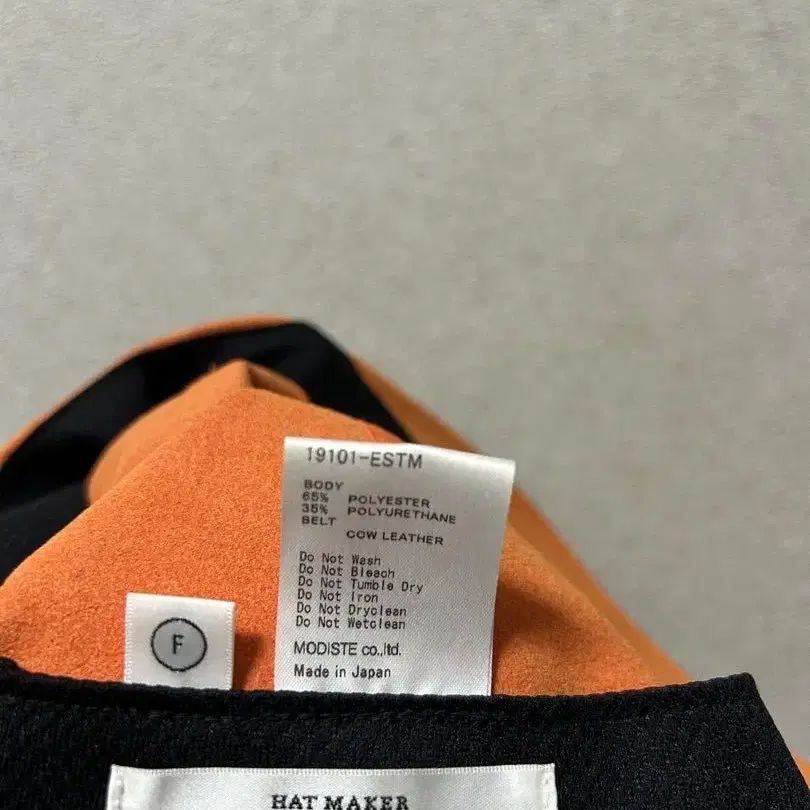 19101-ESTM
BODY
65% POLYESTER
35% POLYURETHANE
BELT
COW LEATHER
Do Not Wash
Do Not Bleach
Do Not Tumble Dry
Do Not Iron
Do Not Dryclean
Do Not Wetclean
MODISTE co.,ltd.
Made in Japan
F
HAT MAKER